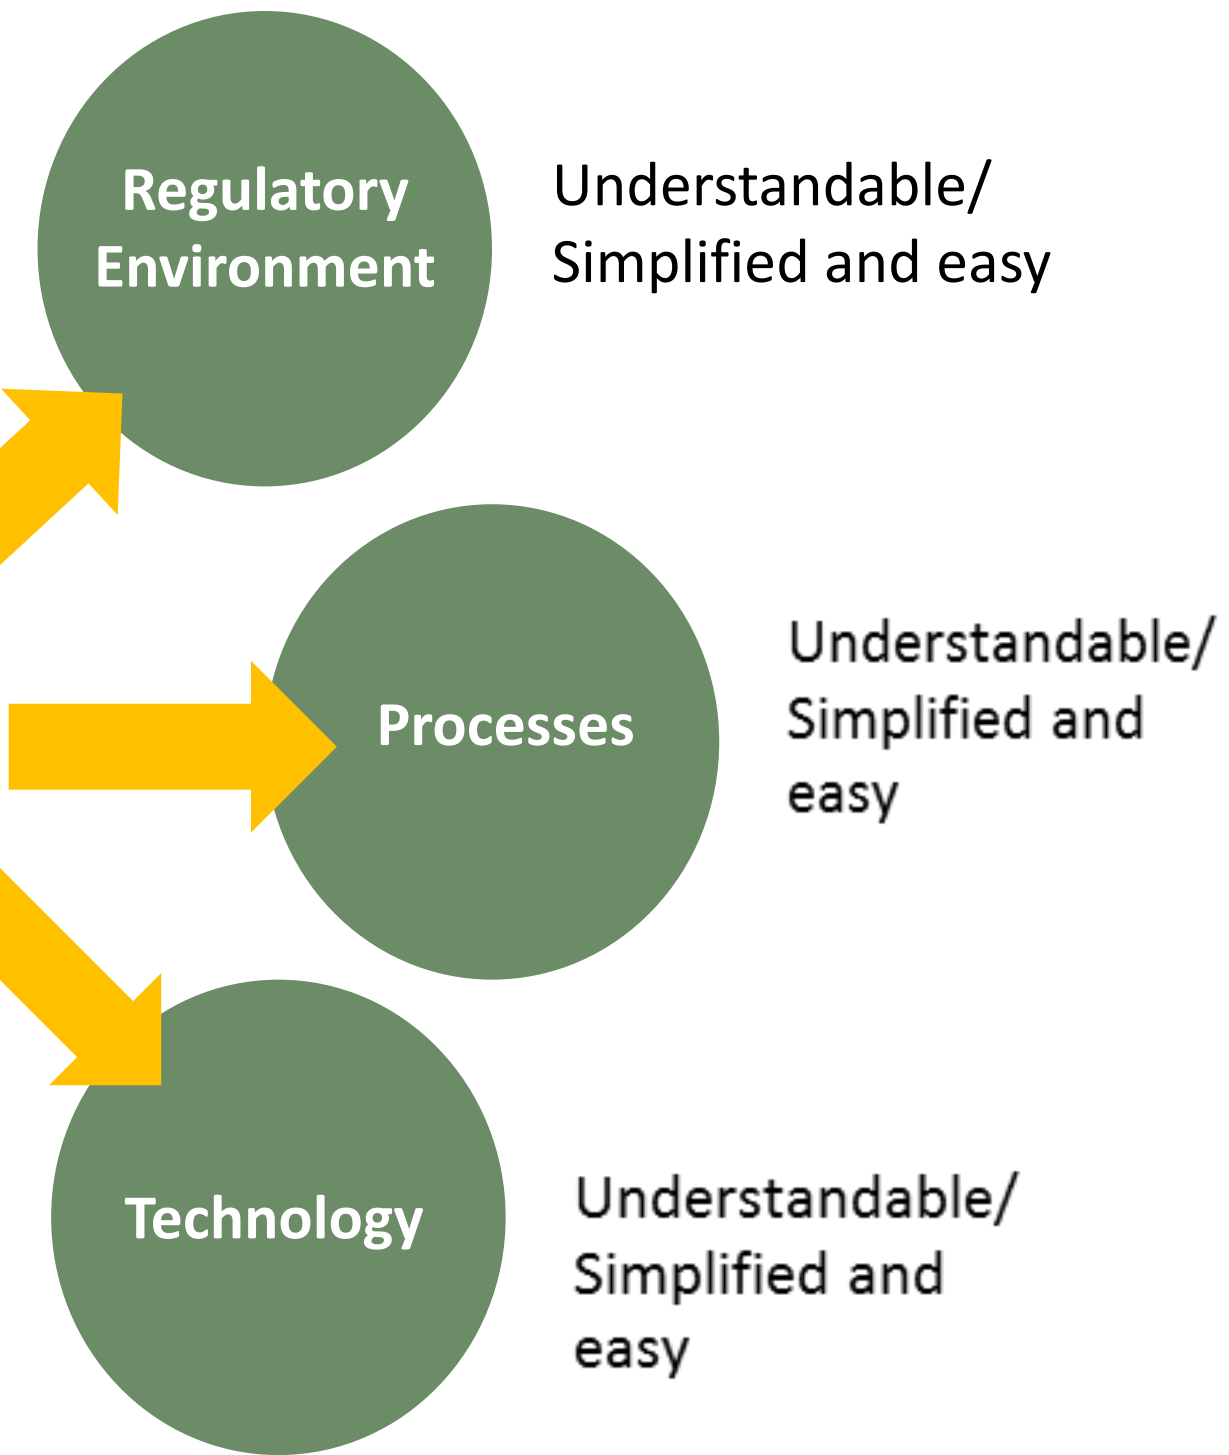 Regulatory
Environment
Understandable/
Simplified and easy
Processes
Understandable/
Simplified and
easy
Technology
Understandable/
Simplified and
easy